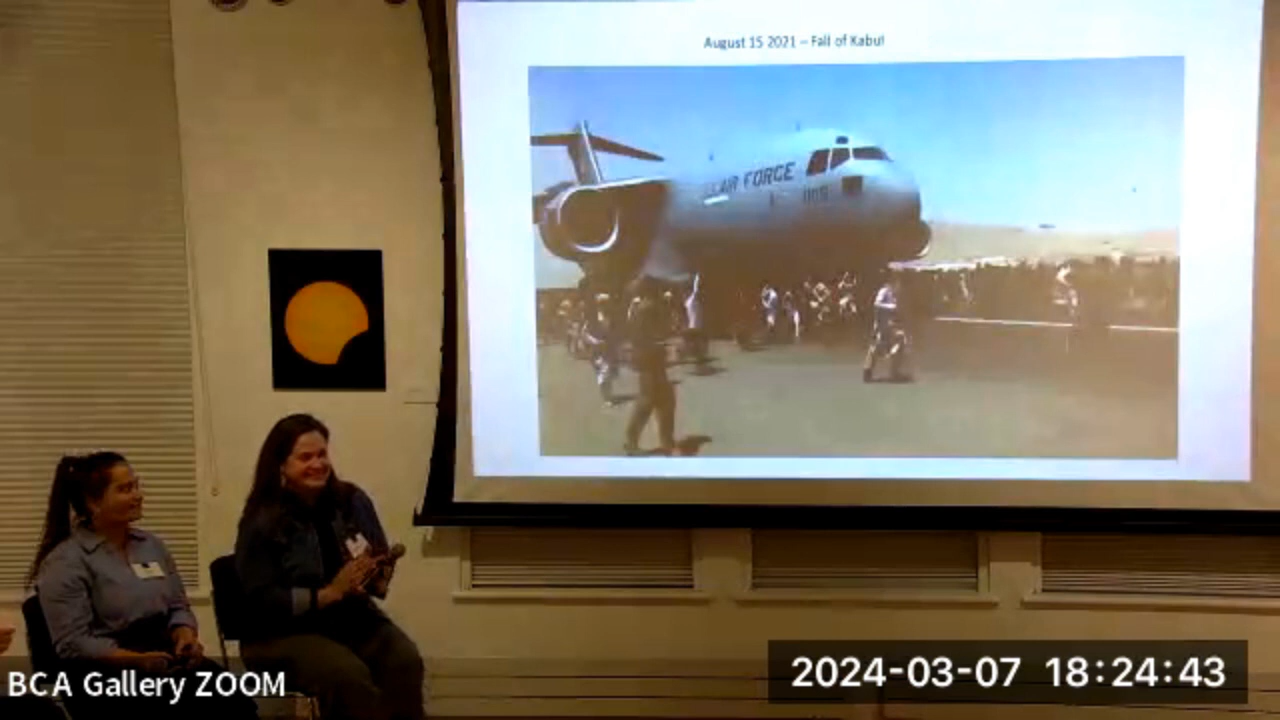 August 15 2021 – Fall of Kabul
AIR FORCE
BCA Gallery ZOOM
2024-03-07 18:24:43